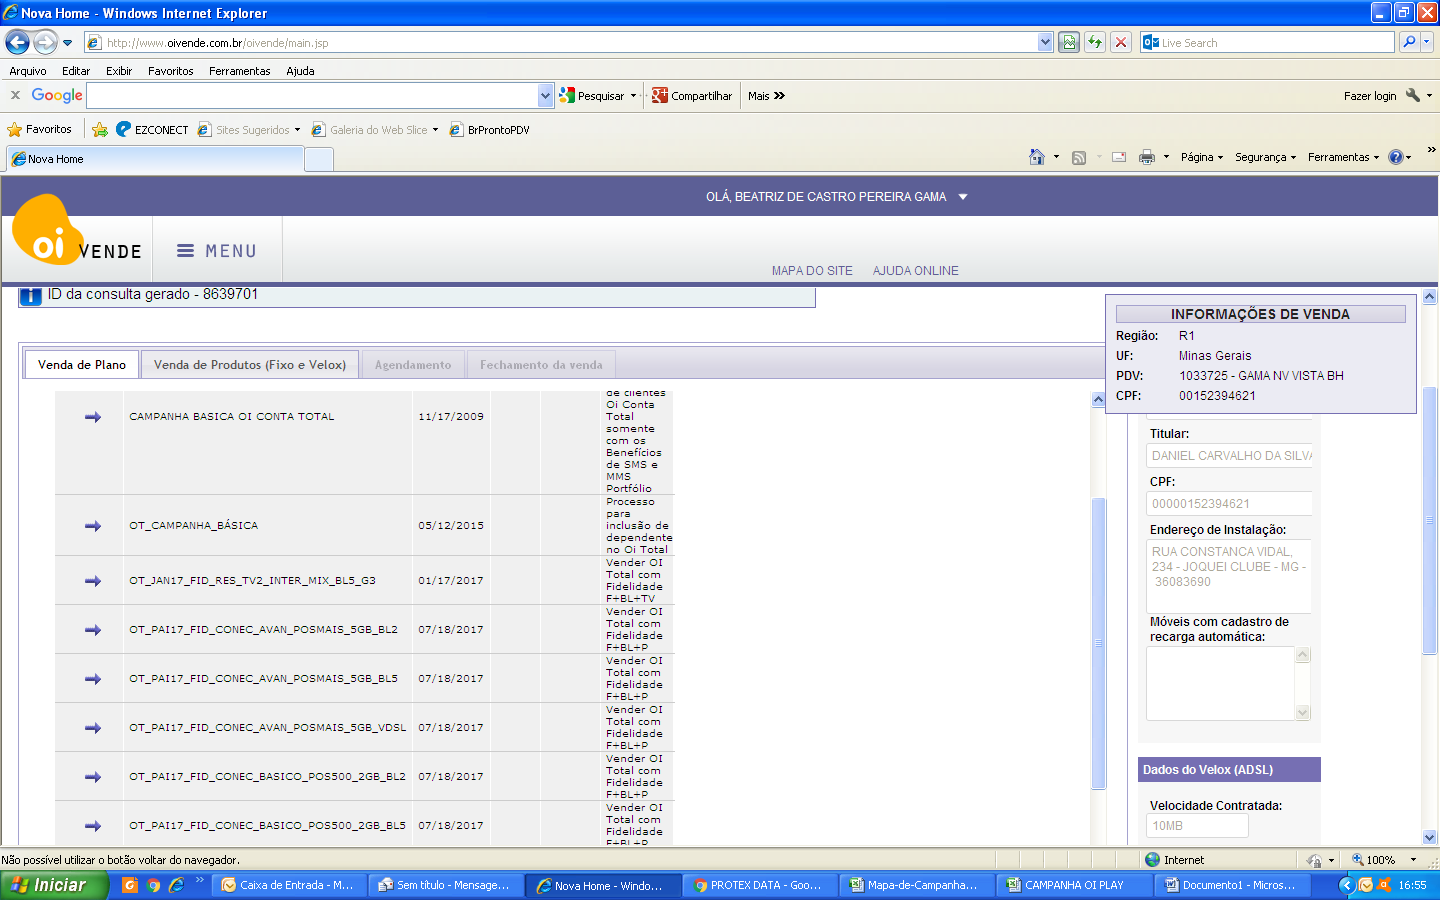 Nova Home - Windows Internet Explorer
http://www.oivende.com.br/oivende/main.jsp
Live Search
Arquivo Editar Exibir Favoritos Ferramentas Ajuda
x Google Pesquisar Compartilhar Mais » Fazer login
Favoritos EZCONECT Sites Sugeridos Galeria do Web Slice BrProntoPDV
Nova Home Página Segurança Ferramentas »
OLÁ, BEATRIZ DE CASTRO PEREIRA GAMA
oi VENDE MENU
MAPA DO SITE AJUDA ONLINE
ID da consulta gerado - 8639701
INFORMAÇÕES DE VENDA
Região: R1
UF: Minas Gerais
PDV: 1033725 - GAMA NV VISTA BH
CPF: 00152394621
Venda de Plano Venda de Produtos (Fixo e Velox) Agendamento Fechamento da venda
CAMPANHA BASICA OI CONTA TOTAL 11/17/2009
de clientes
Oi Conta
Total
somente
com os
Benefícios
de SMS e
MMS
Portfólio
OT_CAMPANHA_BÁSICA 05/12/2015
Processo
para
inclusão de
dependente
no Oi Total
OT_JAN17_FID_RES_TV2_INTER_MIX_BL5_G3 01/17/2017
Vender OI
Total com
Fidelidade
F+BL+TV
OT_PAI17_FID_CONEC_AVAN_POSMAIS_5GB_BL2 07/18/2017
Vender OI
Total com
Fidelidade
F+BL+P
OT_PAI17_FID_CONEC_AVAN_POSMAIS_5GB_BL5 07/18/2017
Vender OI
Total com
Fidelidade
F+BL+P
OT_PAI17_FID_CONEC_AVAN_POSMAIS_5GB_VDSL 07/18/2017
Vender OI
Total com
Fidelidade
F+BL+P
OT_PAI17_FID_CONEC_BASICO_POS500_2GB_BL2 07/18/2017
Vender OI
Total com
Fidelidade
F+BL+P
OT_PAI17_FID_CONEC_BASICO_POS500_2GB_BL5 07/18/2017
Vender OI
Total com
Fidelidade
F+BL+P
Titular:
DANIEL CARVALHO DA SILVA
CPF:
00000152394621
Endereço de Instalação:
RUA CONSTANCA VIDAL,
234 - JOQUEI CLUBE - MG -
36083690
Móveis com cadastro de
recarga automática:
Dados do Velox (ADSL)
Velocidade Contratada:
10MB
Não possível utilizar o botão voltar do navegador. Internet 100%
Iniciar » Caixa de Entrada - M... Sem título - Mensage... Nova Home - Windo... PROTEX DATA - Goo... Mapa-de-Campanha... CAMPANHA OI PLAY Documento1 - Micros... 16:55